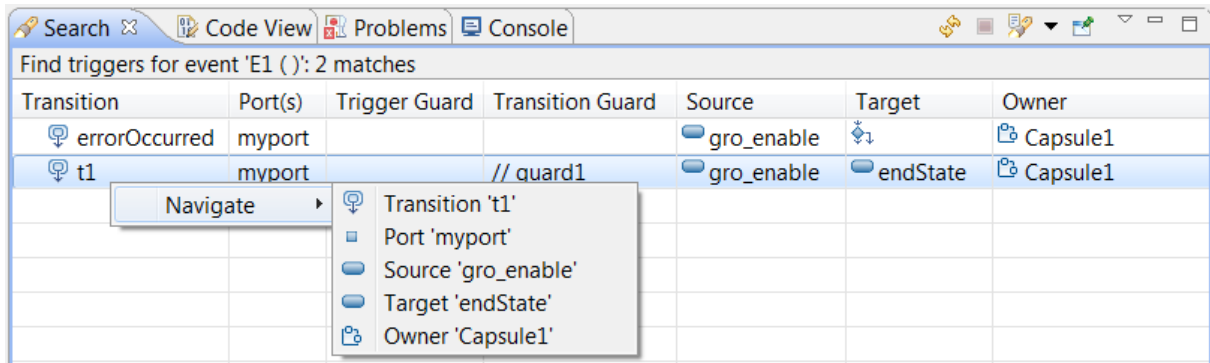 Search Code View Problems Console
Find triggers for event 'E1 ( )': 2 matches
Transition Port(s) Trigger Guard Transition Guard Source Target Owner
errorOccurred myport gro_enable Capsule1
t1 myport // guard1 gro_enable endState Capsule1
Navigate
Transition 't1'
Port 'myport'
Source 'gro_enable'
Target 'endState'
Owner 'Capsule1'